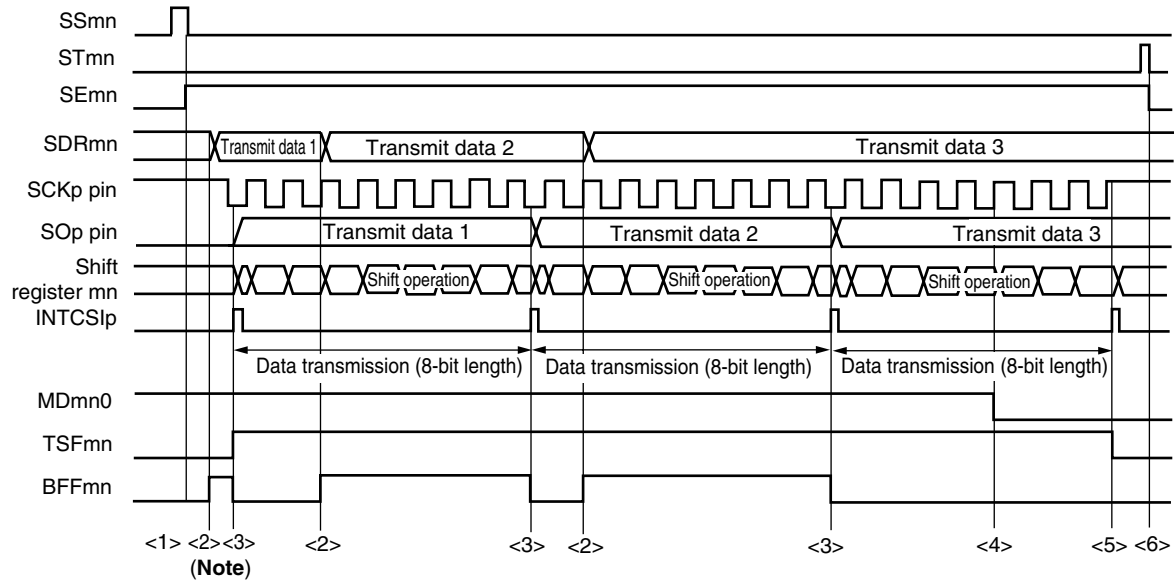 SSmn
STmn
SEmn
SDRmn
Transmit data 1
Transmit data 2
Transmit data 3
SCKp pin
SOp pin
Transmit data 1
Transmit data 2
Transmit data 3
Shift
register mn
Shift operation
Shift operation
Shift operation
INTCSIp
Data transmission (8-bit length)
Data transmission (8-bit length)
Data transmission (8-bit length)
MDmn0
TSFmn
BFFmn
<1> <2> <3> <2> <3> <2> <3> <4> <5> <6>
(Note)